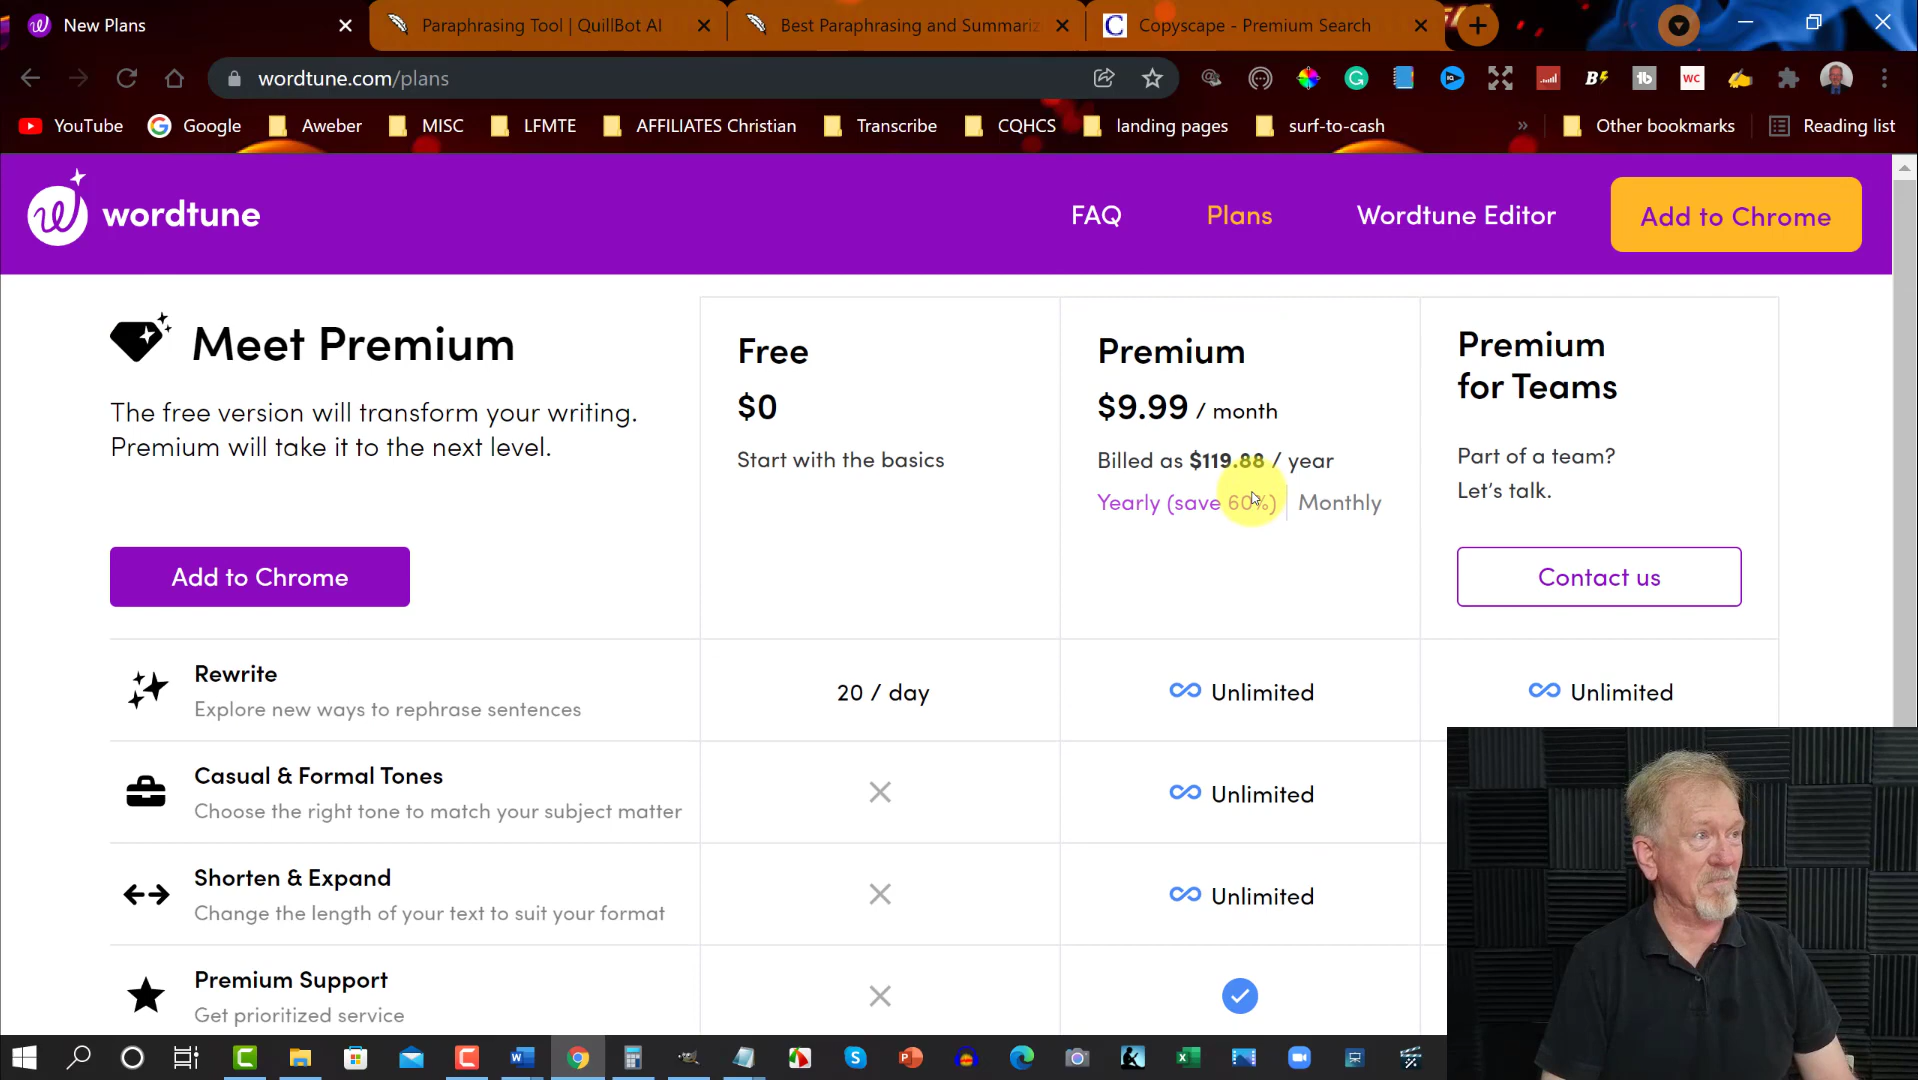 New Plans
Paraphrasing Tool | QuillBot AI
Best Paraphrasing and Summariz
Copyscape - Premium Search
wordtune.com/plans
YouTube
Google
Aweber
MISC
LFMTE
AFFILIATES Christian
Transcribe
CQHCS
landing pages
surf-to-cash
»
Other bookmarks
Reading list
wordtune
FAQ
Plans
Wordtune Editor
Add to Chrome
Meet Premium
The free version will transform your writing.
Premium will take it to the next level.
Add to Chrome
Free
$0
Start with the basics
Premium
$9.99 / month
Billed as $119.88 / year
Yearly (save 60%) | Monthly
Premium
for Teams
Part of a team?
Let's talk.
Contact us
Rewrite
Explore new ways to rephrase sentences
20 / day
Unlimited
Unlimited
Casual & Formal Tones
Choose the right tone to match your subject matter
Unlimited
Shorten & Expand
Change the length of your text to suit your format
Unlimited
Premium Support
Get prioritized service